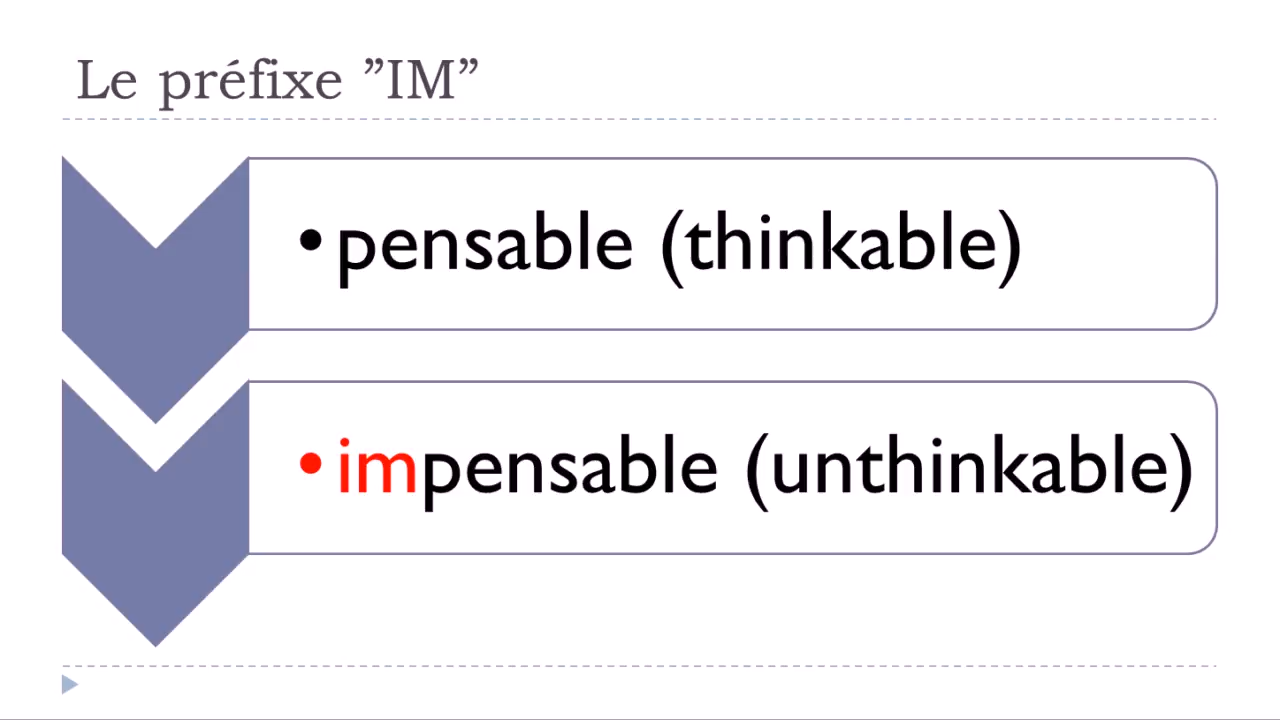 Le préfixe ”IM”
•pensable (thinkable)
•impensable (unthinkable)